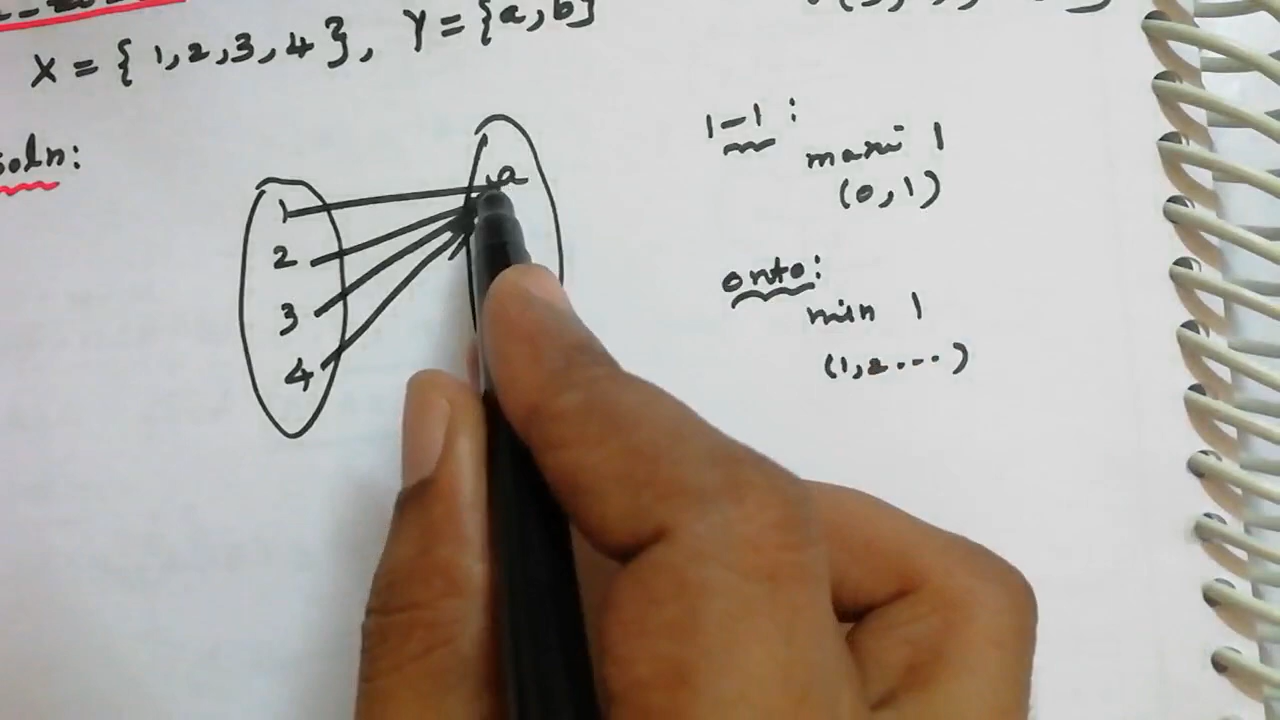 X = { 1,2,3,4 }, Y = {a,b}
soln:
1
2
3
4
a
1-1 :
maxi 1
(0,1)
onto:
min 1
(1,2...)